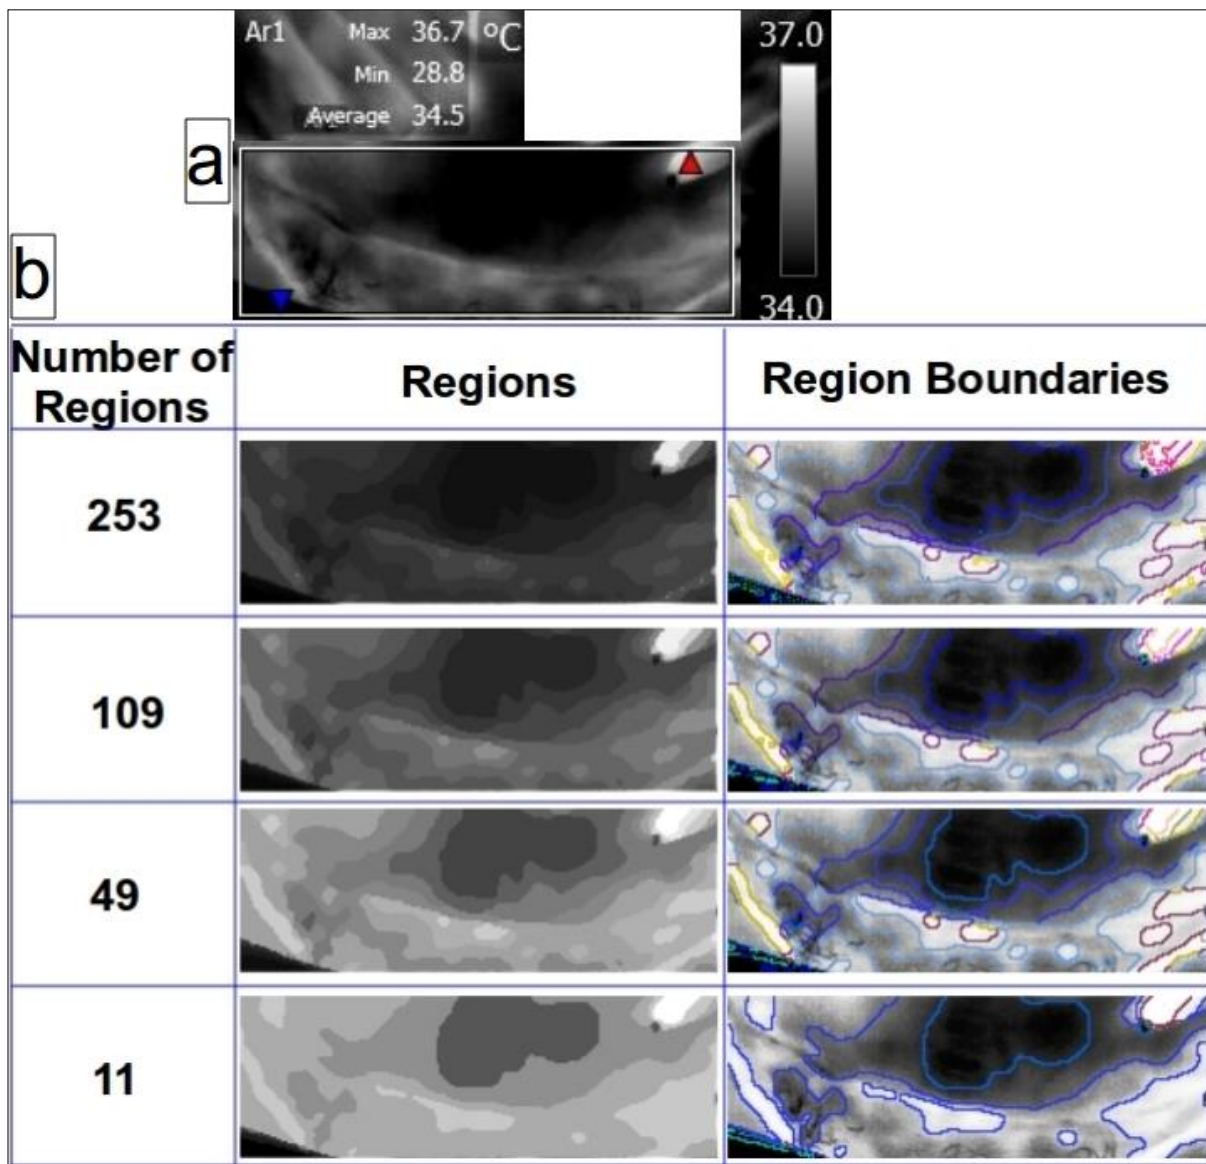 Ar1 Max 36.7 °C
Min 28.8
Average 34.5
37.0
a
34.0
b
Number of Regions
Regions
Region Boundaries
253
109
49
11